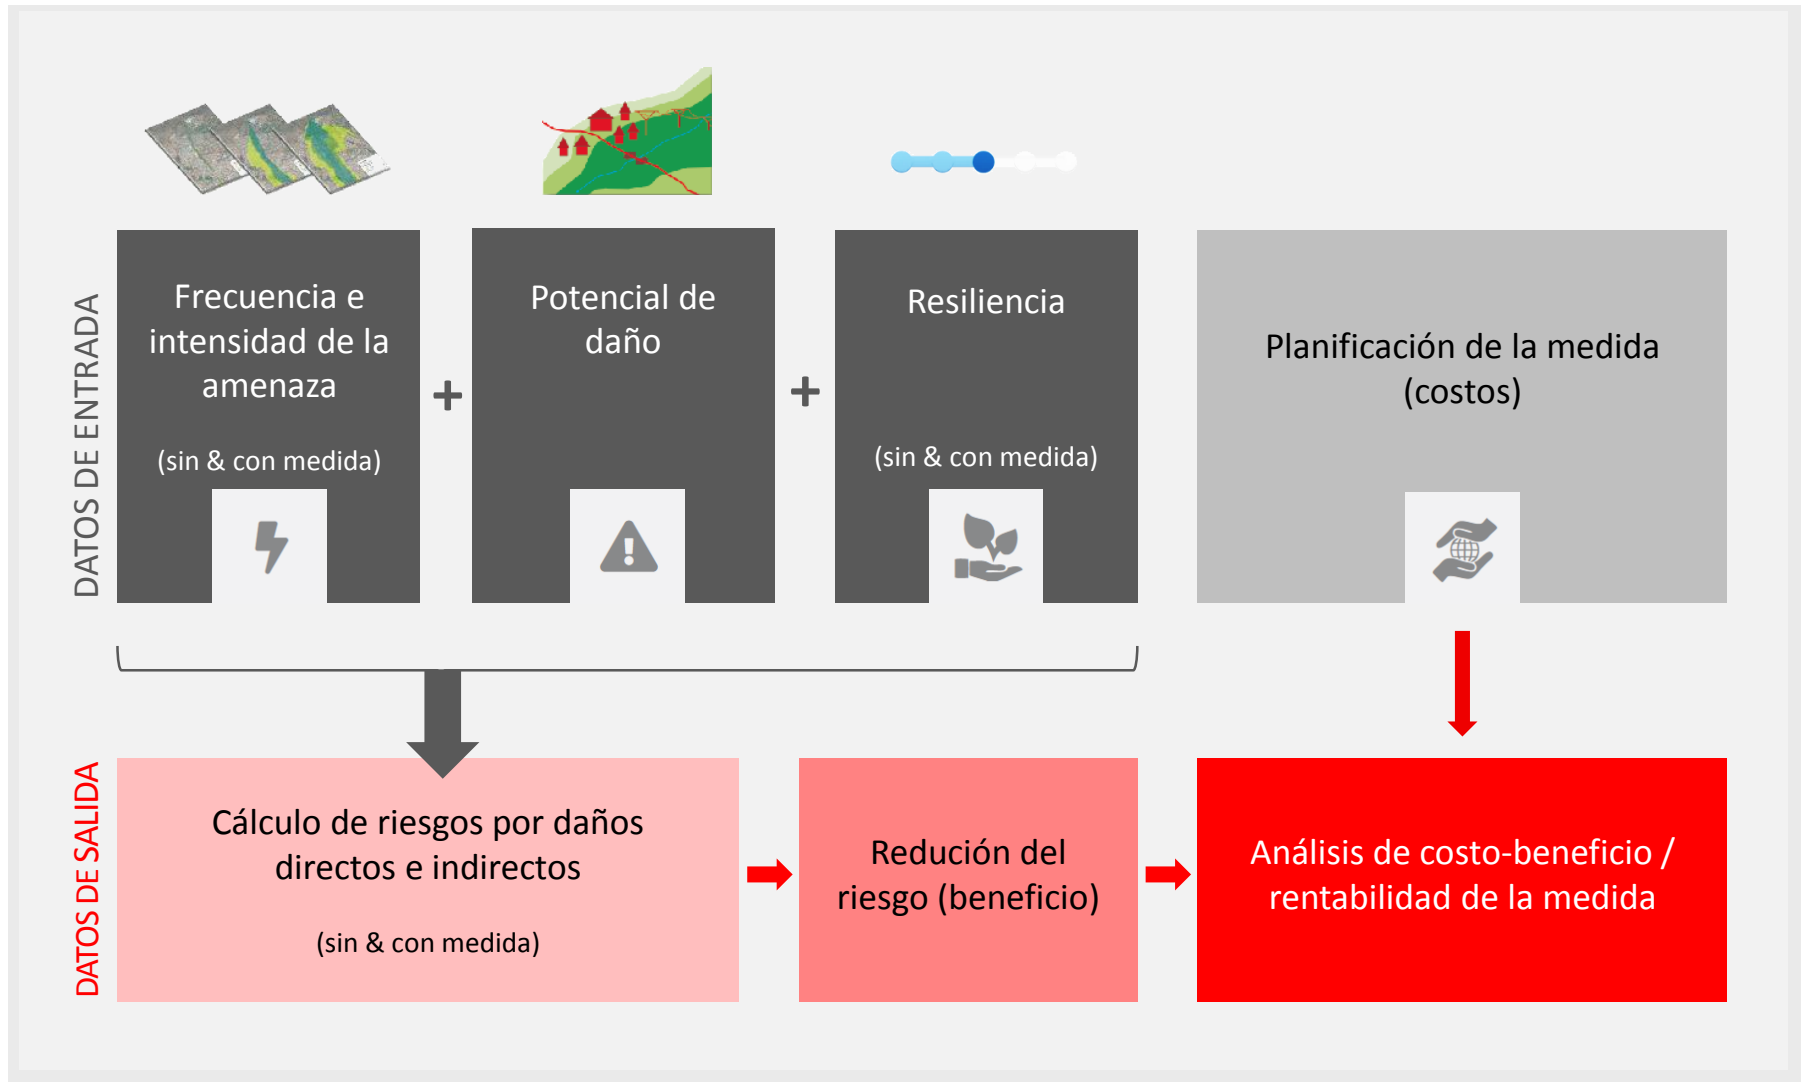 DATOS DE ENTRADA
Frecuencia e
intensidad de la
amenaza
(sin & con medida)
+
Potencial de
daño
+
Resiliencia
(sin & con medida)
Planificación de la medida
(costos)
DATOS DE SALIDA
Cálculo de riesgos por daños
directos e indirectos
(sin & con medida)
Redución del
riesgo (beneficio)
Análisis de costo-beneficio /
rentabilidad de la medida